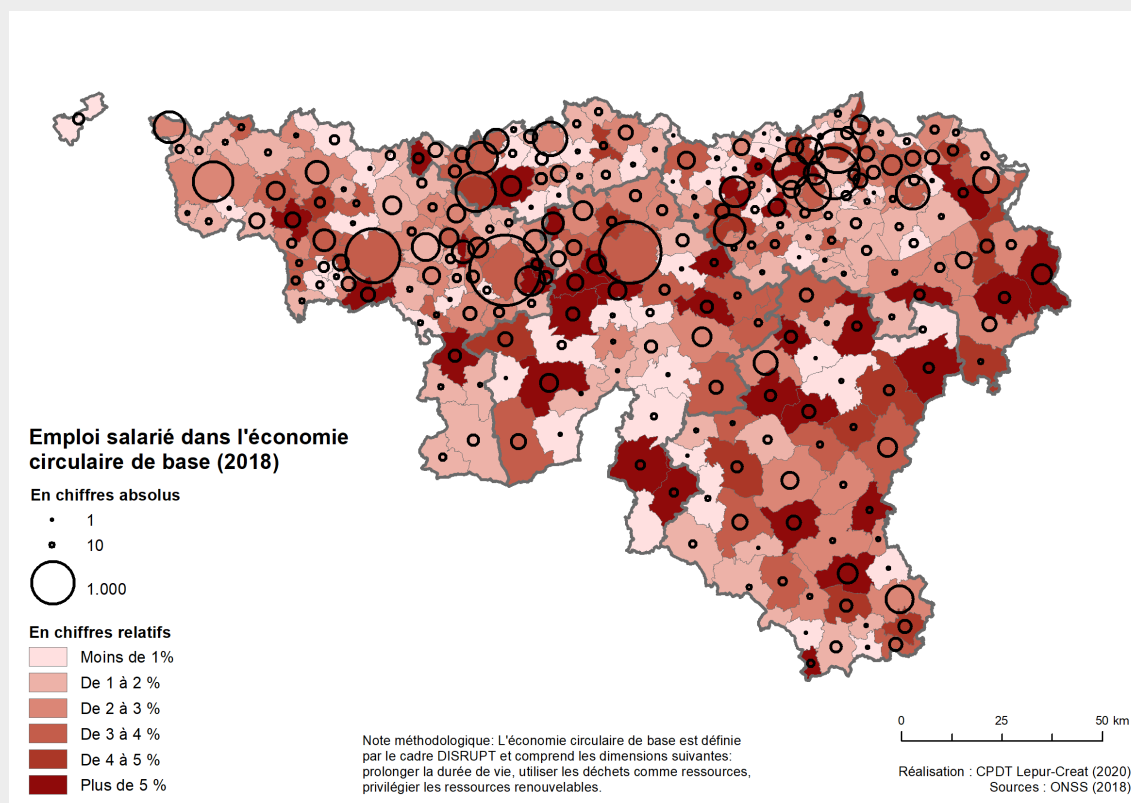 Emploi salarié dans l'économie
circulaire de base (2018)
En chiffres absolus
1
10
1.000
En chiffres relatifs
Moins de 1%
De 1 à 2 %
De 2 à 3 %
De 3 à 4 %
De 4 à 5 %
Plus de 5 %
Note méthodologique: L'économie circulaire de base est définie
par le cadre DISRUPT et comprend les dimensions suivantes:
prolonger la durée de vie, utiliser les déchets comme ressources,
privilégier les ressources renouvelables.
0 25 50 km
Réalisation : CPDT Lepur-Creat (2020)
Sources : ONSS (2018)